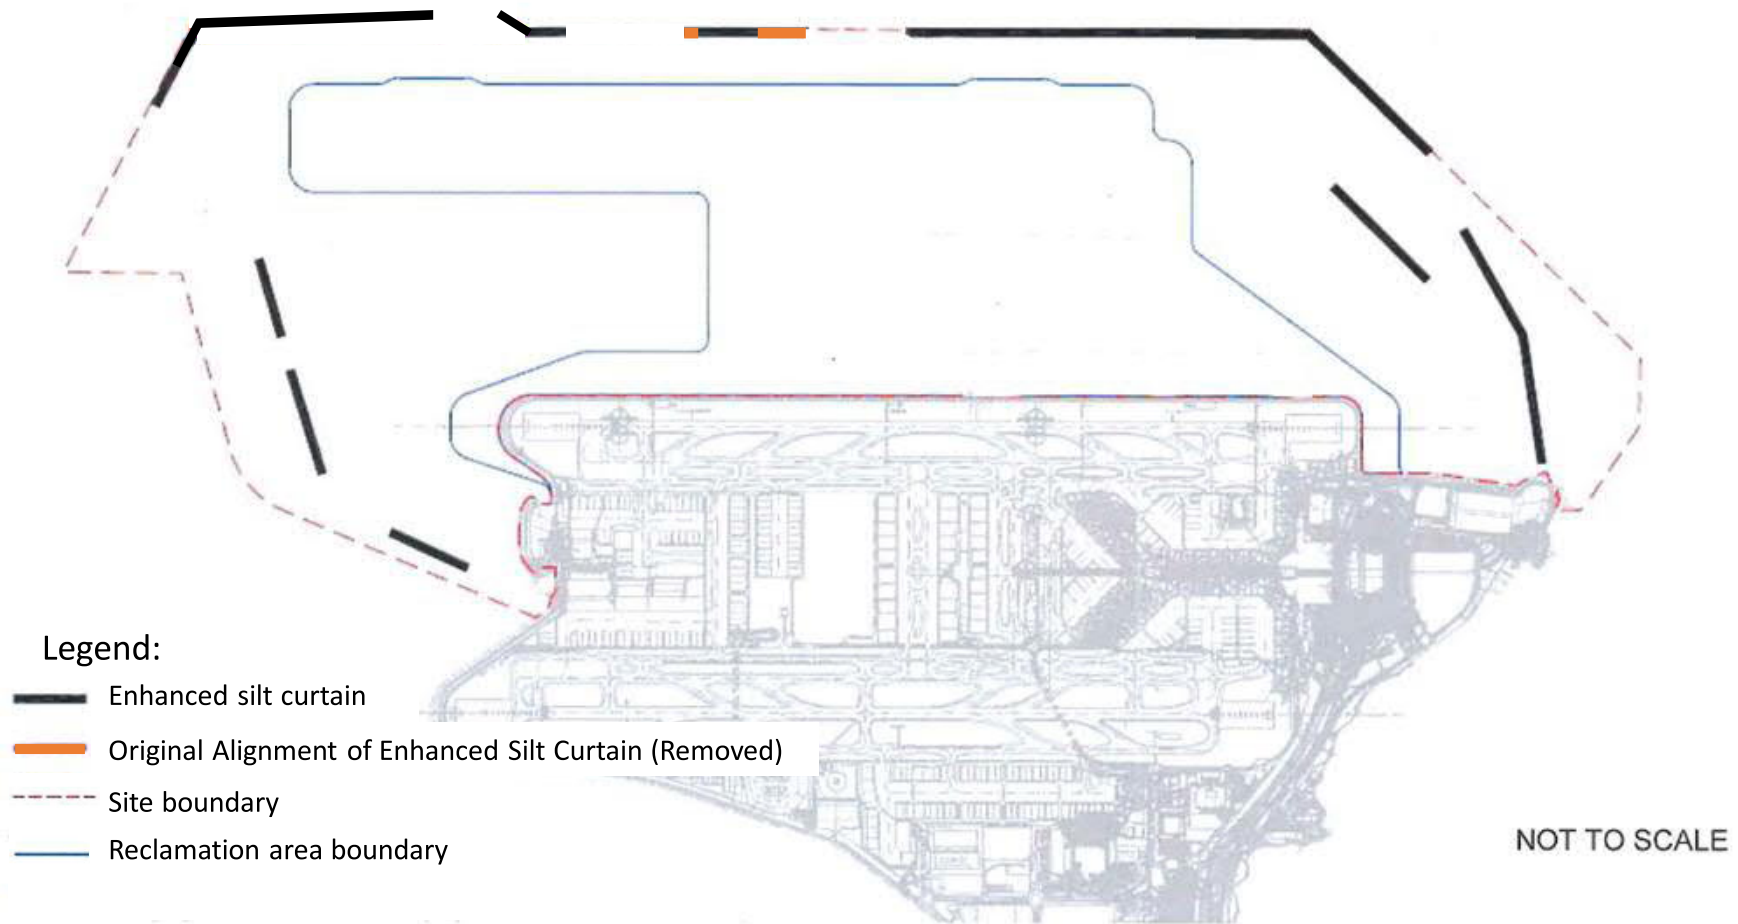 Legend:
Enhanced silt curtain
Original Alignment of Enhanced Silt Curtain (Removed)
Site boundary
Reclamation area boundary
NOT TO SCALE